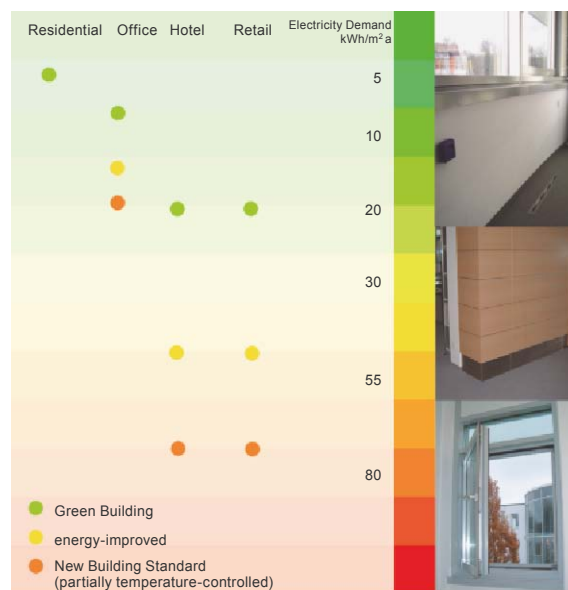 Residential Office Hotel Retail Electricity Demand
kWh/m² a
5
10
20
30
55
80
Green Building
energy-improved
New Building Standard
(partially temperature-controlled)